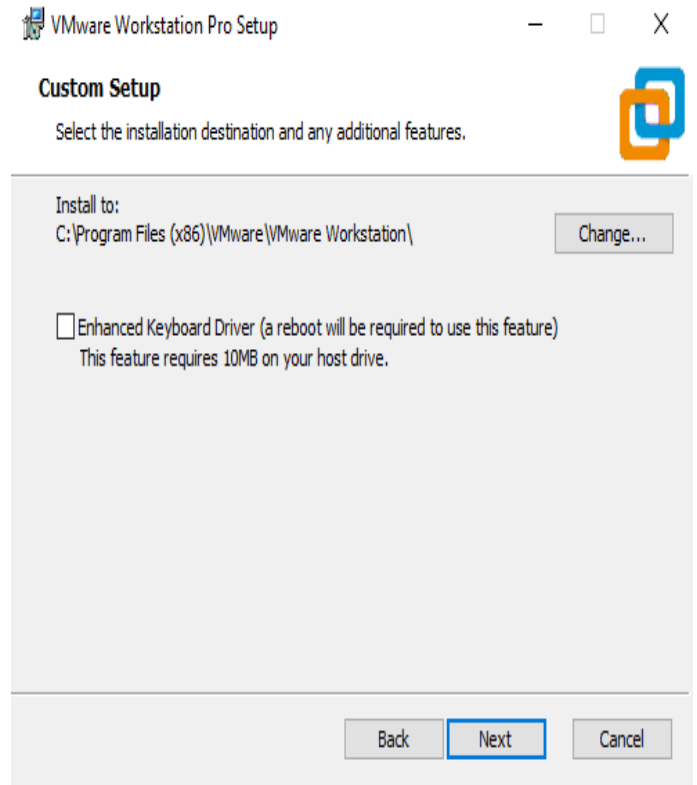 VMware Workstation Pro Setup
Custom Setup
Select the installation destination and any additional features.
Install to:
C:\Program Files (x86)\VMware\VMware Workstation\
Change...
Enhanced Keyboard Driver (a reboot will be required to use this feature)
This feature requires 10MB on your host drive.
Back Next Cancel